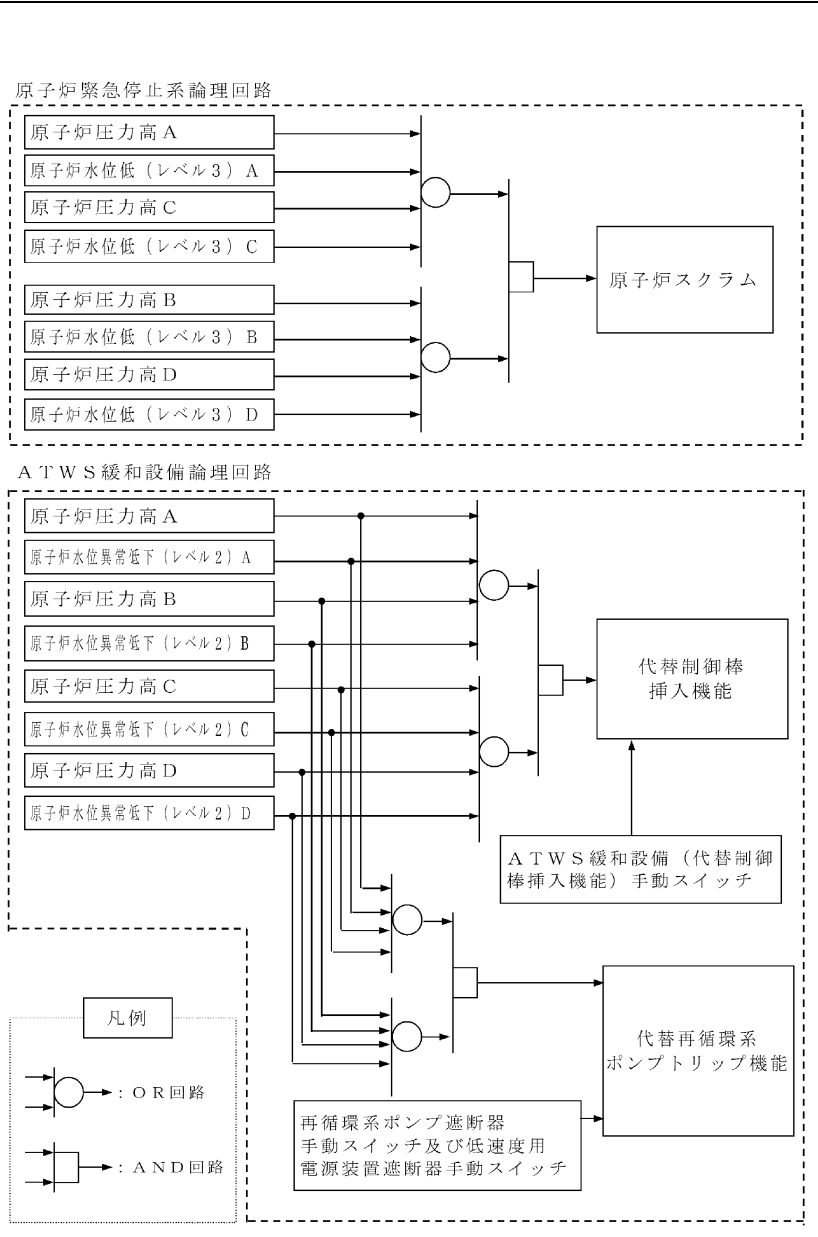 原子炉緊急停止系論理回路
原子炉圧力高A
原子炉水位低（レベル3）A
原子炉圧力高C
原子炉水位低（レベル3）C
原子炉圧力高B
原子炉水位低（レベル3）B
原子炉圧力高D
原子炉水位低（レベル3）D
原子炉スクラム
ATWS緩和設備論理回路
原子炉圧力高A
原子炉水位異常低下（レベル2）A
原子炉圧力高B
原子炉水位異常低下（レベル2）B
原子炉圧力高C
原子炉水位異常低下（レベル2）C
原子炉圧力高D
原子炉水位異常低下（レベル2）D
代替制御棒
挿入機能
ATWS緩和設備（代替制御
棒挿入機能）手動スイッチ
代替再循環系
ポンプトリップ機能
再循環系ポンプ遮断器
手動スイッチ及び低速度用
電源装置遮断器手動スイッチ
凡例
：OR回路
：AND回路